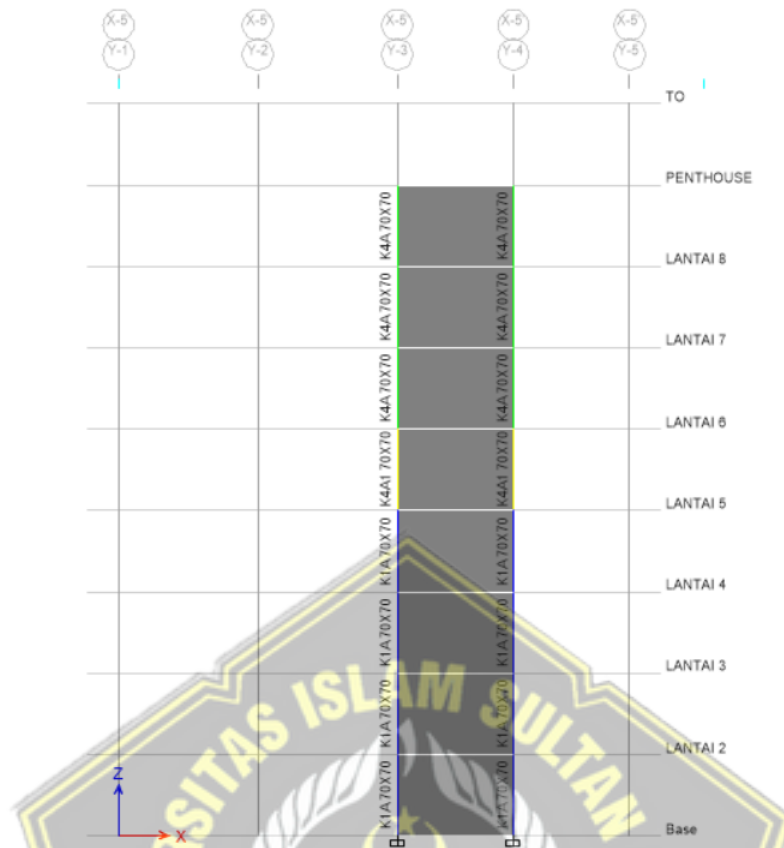 X-5 X-5 X-5 X-5 X-5
Y-1 Y-2 Y-3 Y-4 Y-5
TO
PENTHOUSE
K4A 70X70 K4A 70X70
LANTAI 8
K4A 70X70 K4A 70X70
LANTAI 7
K4A 70X70 K4A 70X70
LANTAI 6
K4A1 70X70 K4A1 70X70
LANTAI 5
K1A 70X70 K1A 70X70
LANTAI 4
K1A 70X70 K1A 70X70
LANTAI 3
K1A 70X70 K1A 70X70
LANTAI 2
K1A 70X70 K1A 70X70
Base
Z
X
RSITAS ISLAM SULTAN